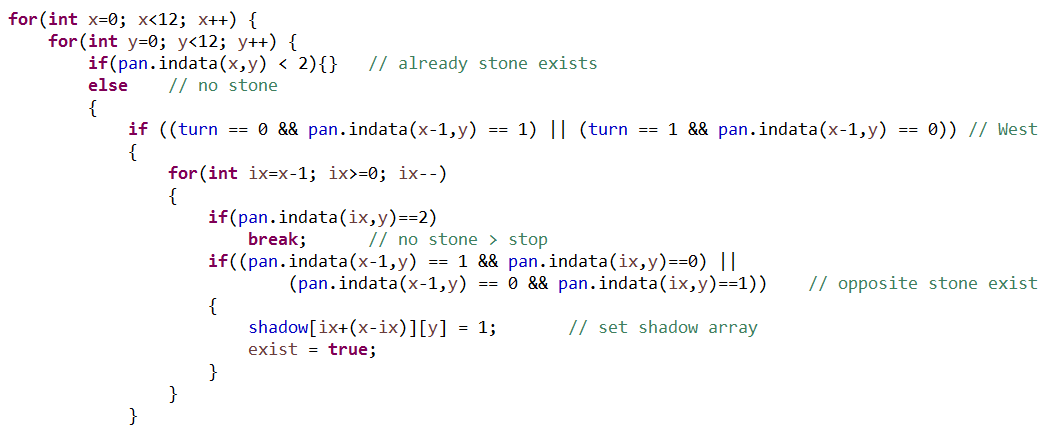 for(int x=0; x<12; x++) {
    for(int y=0; y<12; y++) {
        if(pan.indata(x,y) < 2){}   // already stone exists
        else    // no stone
        {
            if ((turn == 0 && pan.indata(x-1,y) == 1) || (turn == 1 && pan.indata(x-1,y) == 0)) // West
            {
                for(int ix=x-1; ix>=0; ix--)
                {
                    if(pan.indata(ix,y)==2)
                        break;      // no stone > stop
                    if((pan.indata(x-1,y) == 1 && pan.indata(ix,y)==0) ||
                            (pan.indata(x-1,y) == 0 && pan.indata(ix,y)==1))    // opposite stone exist
                    {
                        shadow[ix+(x-ix)][y] = 1;       // set shadow array
                        exist = true;
                    }
                }
            }